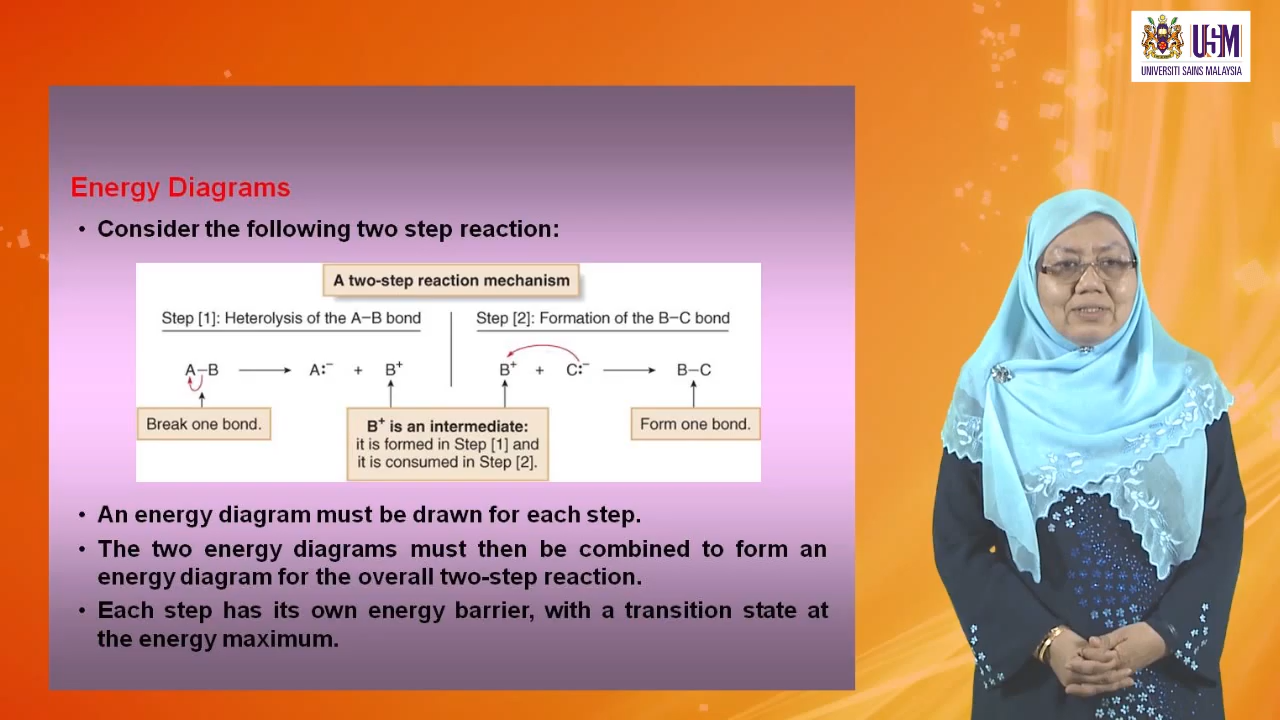 USM
UNIVERSITI SAINS MALAYSIA
Energy Diagrams
• Consider the following two step reaction:
A two-step reaction mechanism
Step [1]: Heterolysis of the A–B bond
Step [2]: Formation of the B–C bond
A–B → A:⁻ + B⁺
B⁺ + C:⁻ → B–C
Break one bond.
B⁺ is an intermediate:
it is formed in Step [1] and
it is consumed in Step [2].
Form one bond.
• An energy diagram must be drawn for each step.
• The two energy diagrams must then be combined to form an
energy diagram for the overall two-step reaction.
• Each step has its own energy barrier, with a transition state at
the energy maximum.